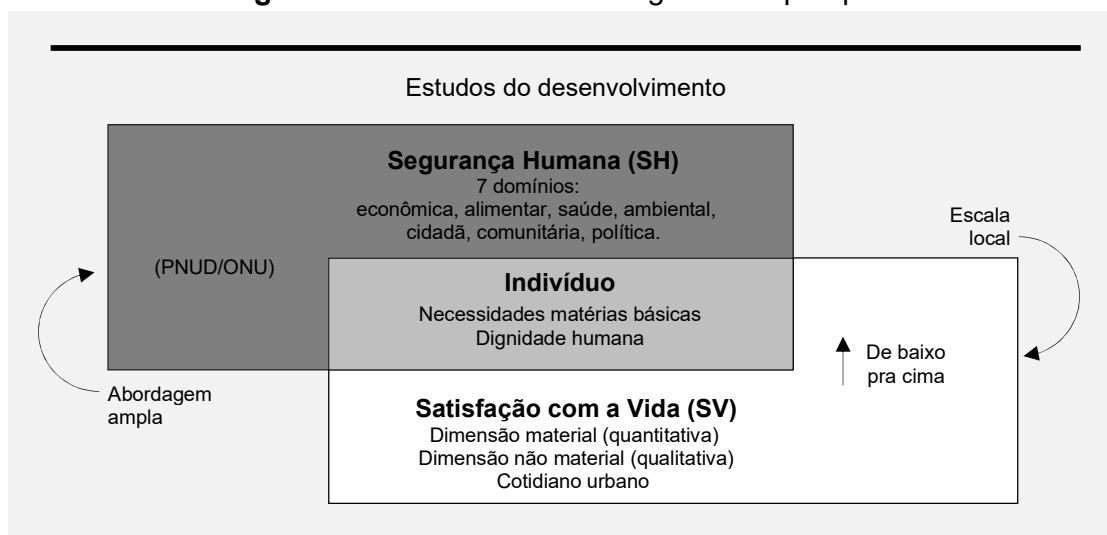 Estudos do desenvolvimento
Segurança Humana (SH)
7 domínios:
econômica, alimentar, saúde, ambiental,
cidadã, comunitária, política.
(PNUD/ONU)
Escala
local
Indivíduo
Necessidades matérias básicas
Dignidade humana
De baixo
pra cima
Abordagem
ampla
Satisfação com a Vida (SV)
Dimensão material (quantitativa)
Dimensão não material (qualitativa)
Cotidiano urbano